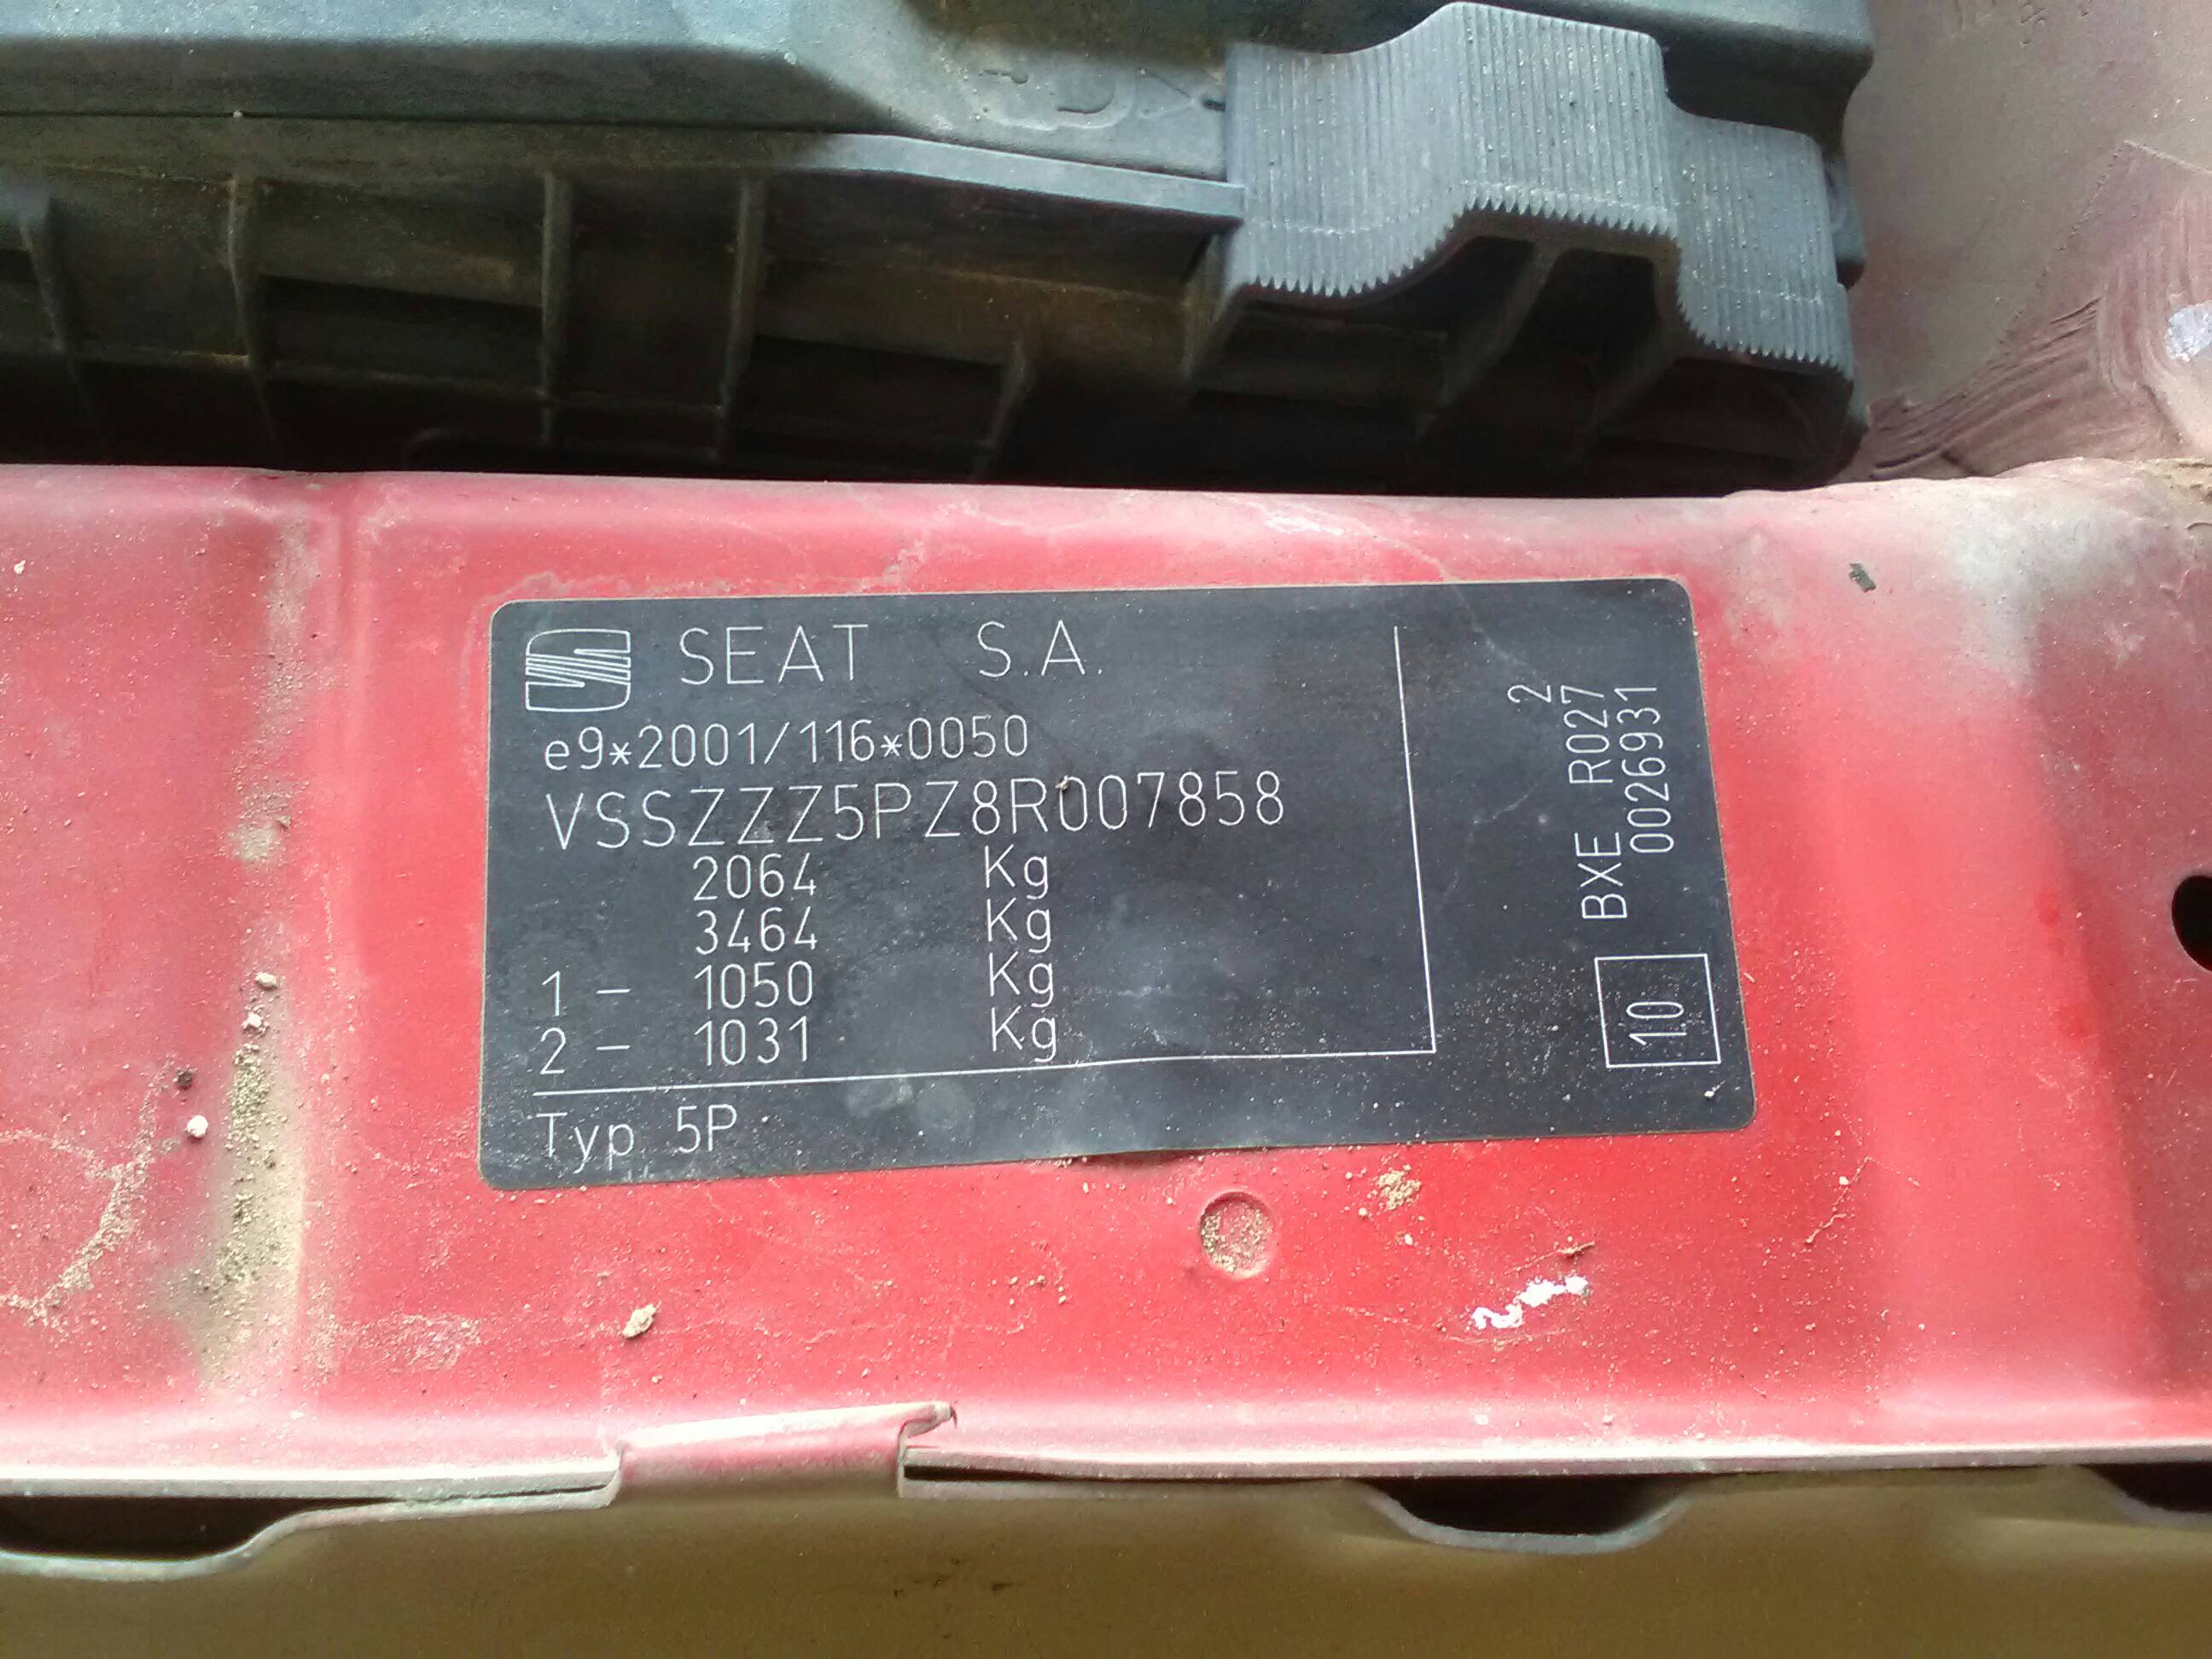 SEAT S.A.
e9*2001/116*0050
VSSZZZ5PZ8R007858
2064 Kg
3464 Kg
1 - 1050 Kg
2 - 1031 Kg
Typ 5P
2
BXE R027
00269931
10